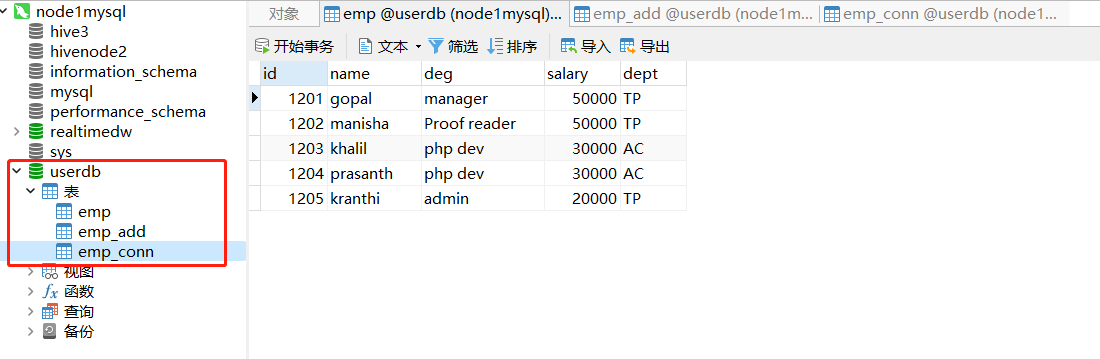 node1mysql
hive3
hivenode2
information_schema
mysql
performance_schema
realtimedw
sys
userdb
表
emp
emp_add
emp_conn
视图
fx 函数
查询
备份
对象 emp @userdb (node1mysql)... emp_add @userdb (node1m... emp_conn @userdb (node1...
开始事务 文本 筛选 排序 导入 导出
id name deg salary dept
1201 gopal manager 50000 TP
1202 manisha Proof reader 50000 TP
1203 khalil php dev 30000 AC
1204 prasanth php dev 30000 AC
1205 kranthi admin 20000 TP